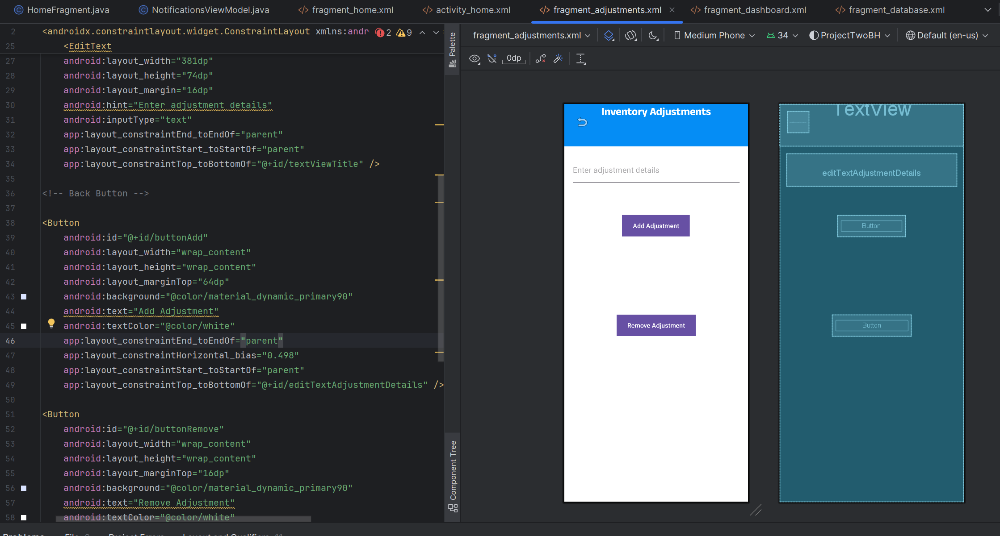 HomeFragment.java NotificationsViewModel.java fragment_home.xml activity_home.xml fragment_adjustments.xml fragment_dashboard.xml fragment_database.xml
2 <androidx.constraintlayout.widget.ConstraintLayout xmlns:andr 2 9
25 <EditText
27 android:layout_width="381dp"
28 android:layout_height="74dp"
29 android:layout_margin="16dp"
30 android:hint="Enter adjustment details"
31 android:inputType="text"
32 app:layout_constraintEnd_toEndOf="parent"
33 app:layout_constraintStart_toStartOf="parent"
34 app:layout_constraintTop_toBottomOf="@+id/textViewTitle" />
35
36 <!-- Back Button -->
37
38 <Button
39 android:id="@+id/buttonAdd"
40 android:layout_width="wrap_content"
41 android:layout_height="wrap_content"
42 android:layout_marginTop="64dp"
43 android:background="@color/material_dynamic_primary90"
44 android:text="Add Adjustment"
45 android:textColor="@color/white"
46 app:layout_constraintEnd_toEndOf="parent"
47 app:layout_constraintHorizontal_bias="0.498"
48 app:layout_constraintStart_toStartOf="parent"
49 app:layout_constraintTop_toBottomOf="@+id/editTextAdjustmentDetails" />
50
51 <Button
52 android:id="@+id/buttonRemove"
53 android:layout_width="wrap_content"
54 android:layout_height="wrap_content"
55 android:layout_marginTop="16dp"
56 android:background="@color/material_dynamic_primary90"
57 android:text="Remove Adjustment"
58 android:textColor="@color/white"
Palette
Component Tree
fragment_adjustments.xml Medium Phone 34 ProjectTwoBH Default (en-us)
0dp
Inventory Adjustments
Enter adjustment details
Add Adjustment
Remove Adjustment
TextView
editTextAdjustmentDetails
Button
Button
Problems File Project Errors Layout and Qualifiers 11